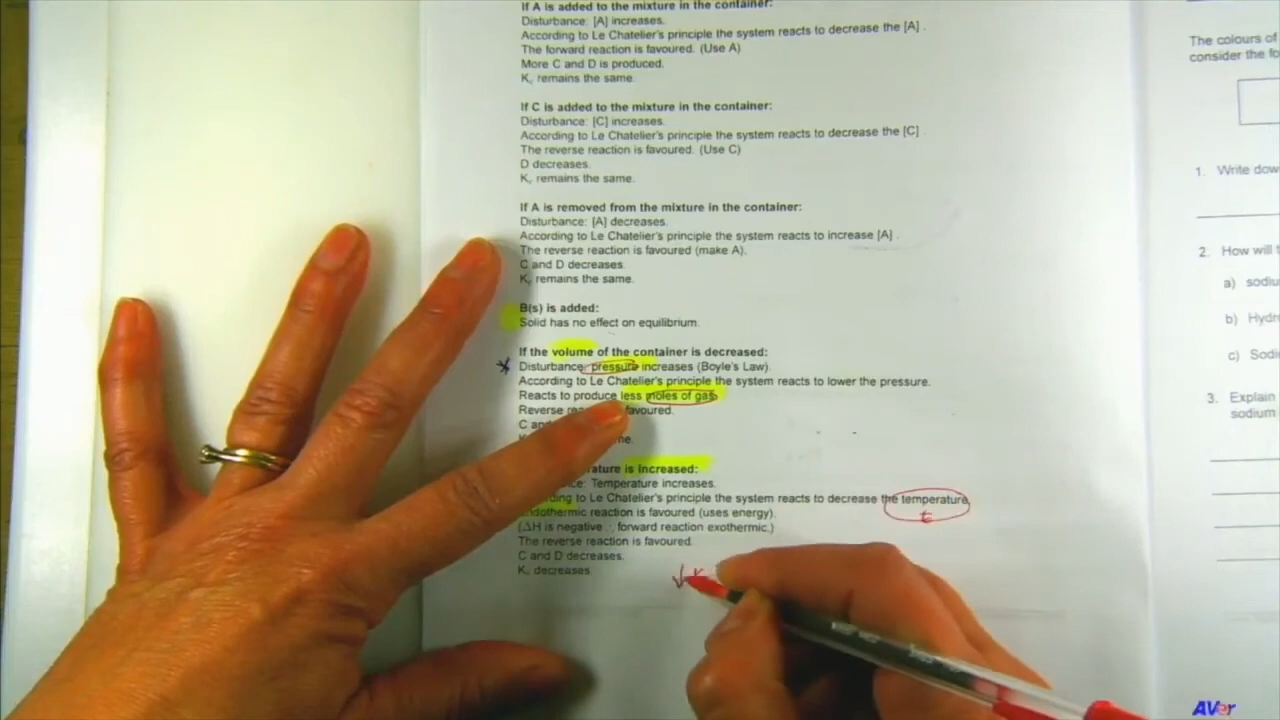 If A is added to the mixture in the container:
Disturbance: [A] increases.
According to Le Chatelier's principle the system reacts to decrease the [A] .
The forward reaction is favoured. (Use A)
More C and D is produced.
Kc remains the same.
If C is added to the mixture in the container:
Disturbance: [C] increases.
According to Le Chatelier's principle the system reacts to decrease the [C] .
The reverse reaction is favoured. (Use C)
D decreases.
Kc remains the same.
If A is removed from the mixture in the container:
Disturbance: [A] decreases.
According to Le Chatelier's principle the system reacts to increase [A] .
The reverse reaction is favoured (make A).
C and D decreases.
Kc remains the same.
B(s) is added:
Solid has no effect on equilibrium.
If the volume of the container is decreased:
Disturbance: pressure increases (Boyle's Law).
According to Le Chatelier's principle the system reacts to lower the pressure.
Reacts to produce less moles of gas
Reverse favoured.
C
is Increased:
Temperature increases.
to Le Chatelier's principle the system reacts to decrease the temperature
t
reaction is favoured (uses energy).
(ΔH is negative ∴ forward reaction exothermic.)
The reverse reaction is favoured.
C and D decreases.
Kc decreases
The colours of
consider the
1. Write down
2. How will
a)
b)
c)
3. Explain
sodium
AVer